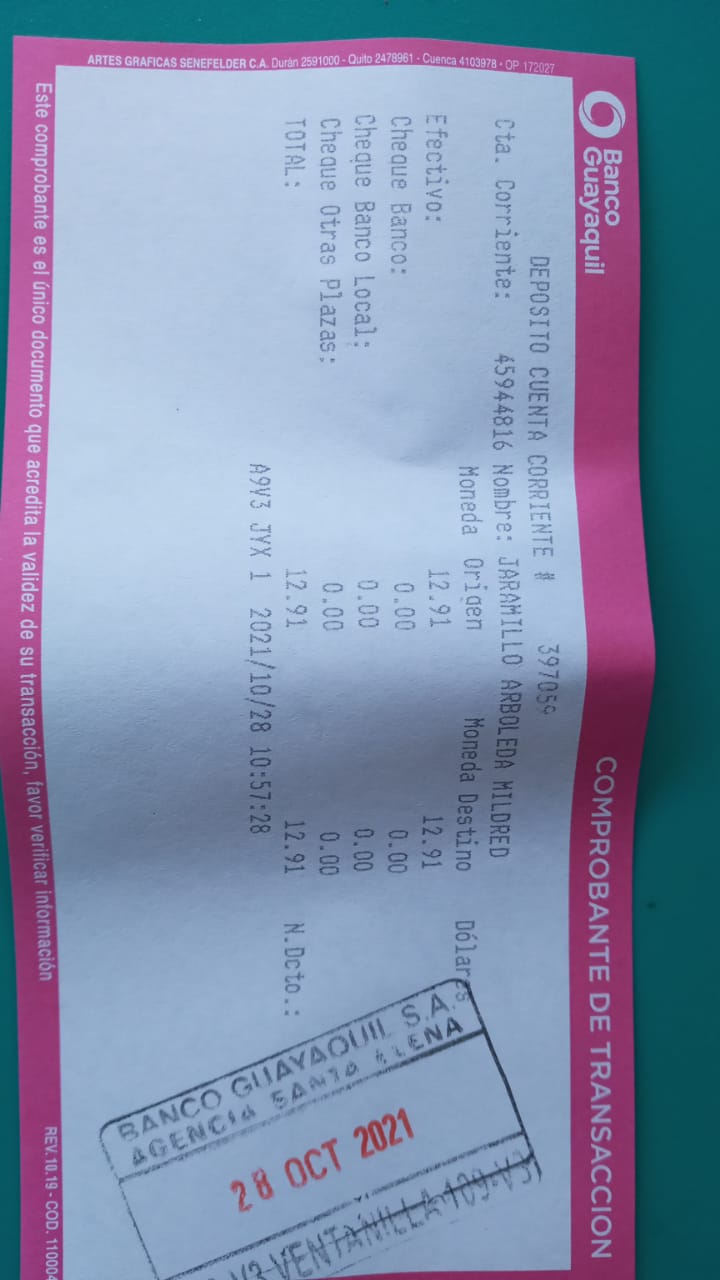 Banco
Guayaquil
COMPROBANTE DE TRANSACCION
DEPOSITO CUENTA CORRIENTE # 397059
Cta. Corriente: 45944816 Nombre: JARAMILLO ARBOLEDA MILDRED
Moneda Origen Moneda Destino Dólares
Efectivo: 12.91 12.91
Cheque Banco: 0.00 0.00
Cheque Banco Local: 0.00 0.00
Cheque Otras Plazas: 0.00 0.00
TOTAL: 12.91 12.91 N.Dcto.:
A9V3 JYX 1 2021/10/28 10:57:28
BANCO GUAYAQUIL S.A.
AGENCIA SANTA ELENA
28 OCT 2021
V3 VENTANILLA 109-V3
ARTES GRAFICAS SENEFELDER C.A. Durán 2591000 - Quito 2478961 - Cuenca 4103978 - OP. 172027
Este comprobante es el único documento que acredita la validez de su transacción, favor verificar información
REV.10.19 - COD. 110004